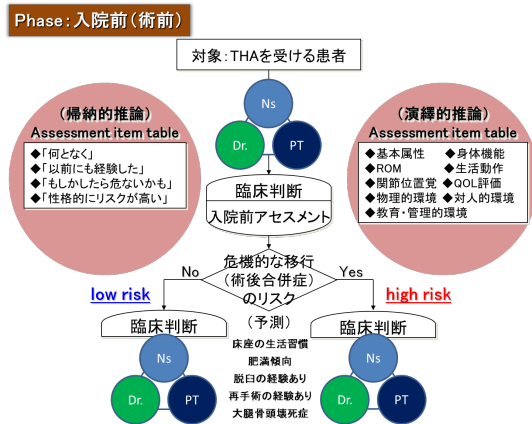 Phase：入院前（術前）
対象：THAを受ける患者
Ns
Dr.
PT
（帰納的推論）
Assessment item table
◆「何となく」
◆「以前にも経験した」
◆「もしかしたら危ないかも」
◆「性格的にリスクが高い」
（演繹的推論）
Assessment item table
◆基本属性 ◆身体機能
◆ROM ◆生活動作
◆関節位置覚 ◆QOL評価
◆物理的環境 ◆対人的環境
◆教育・管理的環境
臨床判断
入院前アセスメント
危機的な移行
（術後合併症）
のリスク
No
Yes
low risk
high risk
臨床判断
Ns
Dr.
PT
（予測）
床座の生活習慣
肥満傾向
脱臼の経験あり
再手術の経験あり
大腿骨頭壊死症
臨床判断
Ns
Dr.
PT